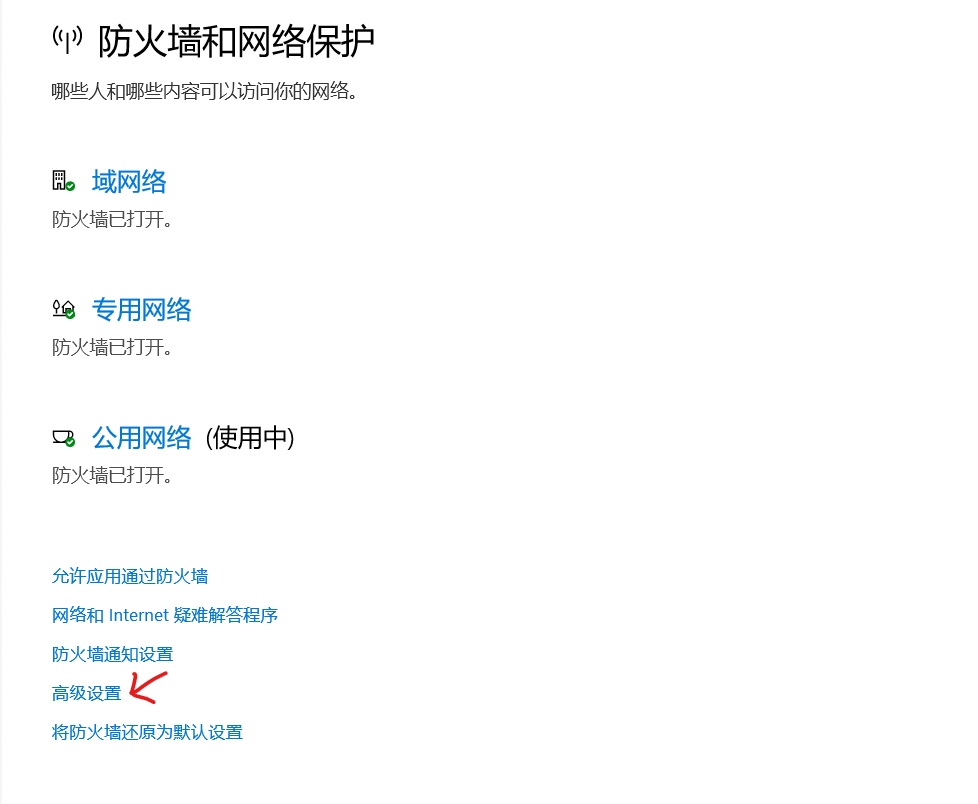 防火墙和网络保护
哪些人和哪些内容可以访问你的网络。
域网络
防火墙已打开。
专用网络
防火墙已打开。
公用网络 (使用中)
防火墙已打开。
允许应用通过防火墙
网络和 Internet 疑难解答程序
防火墙通知设置
高级设置
将防火墙还原为默认设置